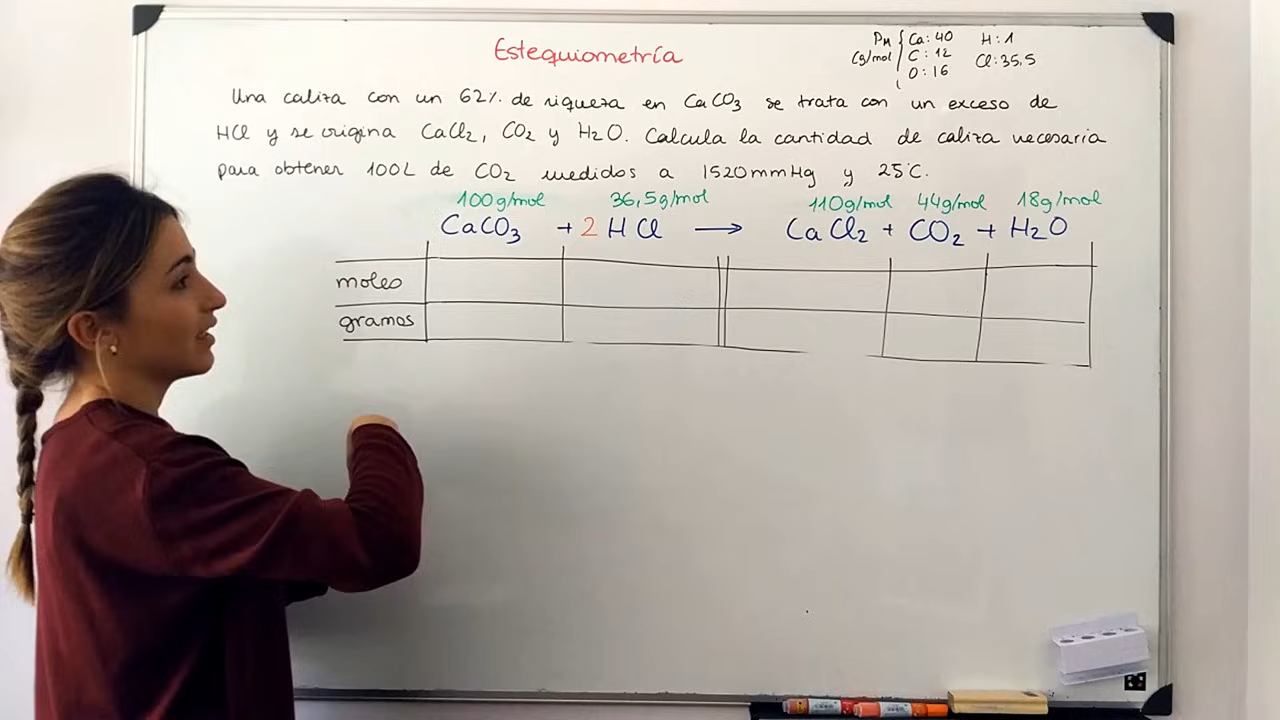 Estequiometría
PM (g/mol) { Ca: 40 H: 1
C: 12 Cl: 35,5
O: 16
Una caliza con un 62% de riqueza en CaCO3 se trata con un exceso de
HCl y se origina CaCl2, CO2 y H2O. Calcula la cantidad de caliza necesaria
para obtener 100L de CO2 medidos a 1520mmHg y 25°C.
100g/mol 36,5g/mol 110g/mol 44g/mol 18g/mol
CaCO3 + 2 HCl → CaCl2 + CO2 + H2O
moles
gramos